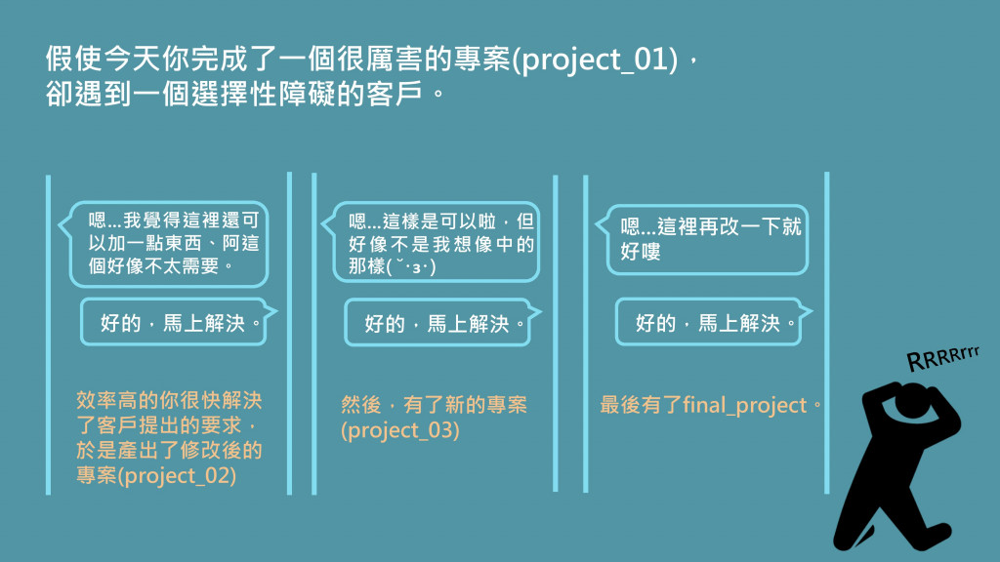 假使今天你完成了一個很厲害的專案(project_01)，
卻遇到一個選擇性障礙的客戶。
嗯...我覺得這裡還可
以加一點東西、阿這
個好像不太需要。
好的，馬上解決。
效率高的你很快解決
了客戶提出的要求，
於是產出了修改後的
專案(project_02)
嗯...這樣是可以啦，但
好像不是我想像中的
那樣(˘･з･)
好的，馬上解決。
然後，有了新的專案
(project_03)
嗯...這裡再改一下就
好嘍
好的，馬上解決。
最後有了final_project。
RRRRrrr